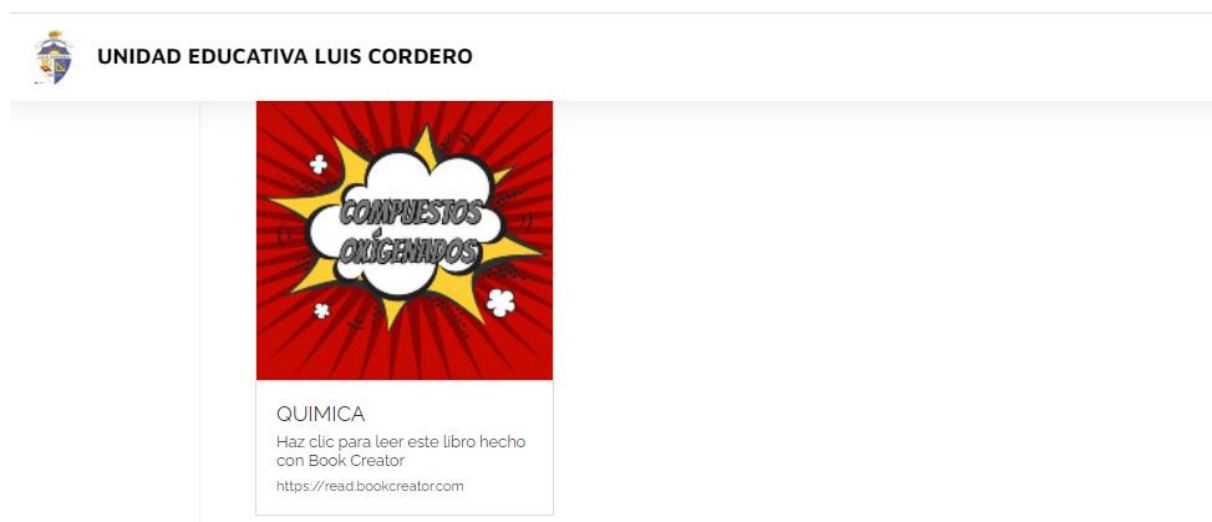 UNIDAD EDUCATIVA LUIS CORDERO
COMPUESTOS
OXÍGENADOS
QUIMICA
Haz clic para leer este libro hecho
con Book Creator
https://read.bookcreator.com